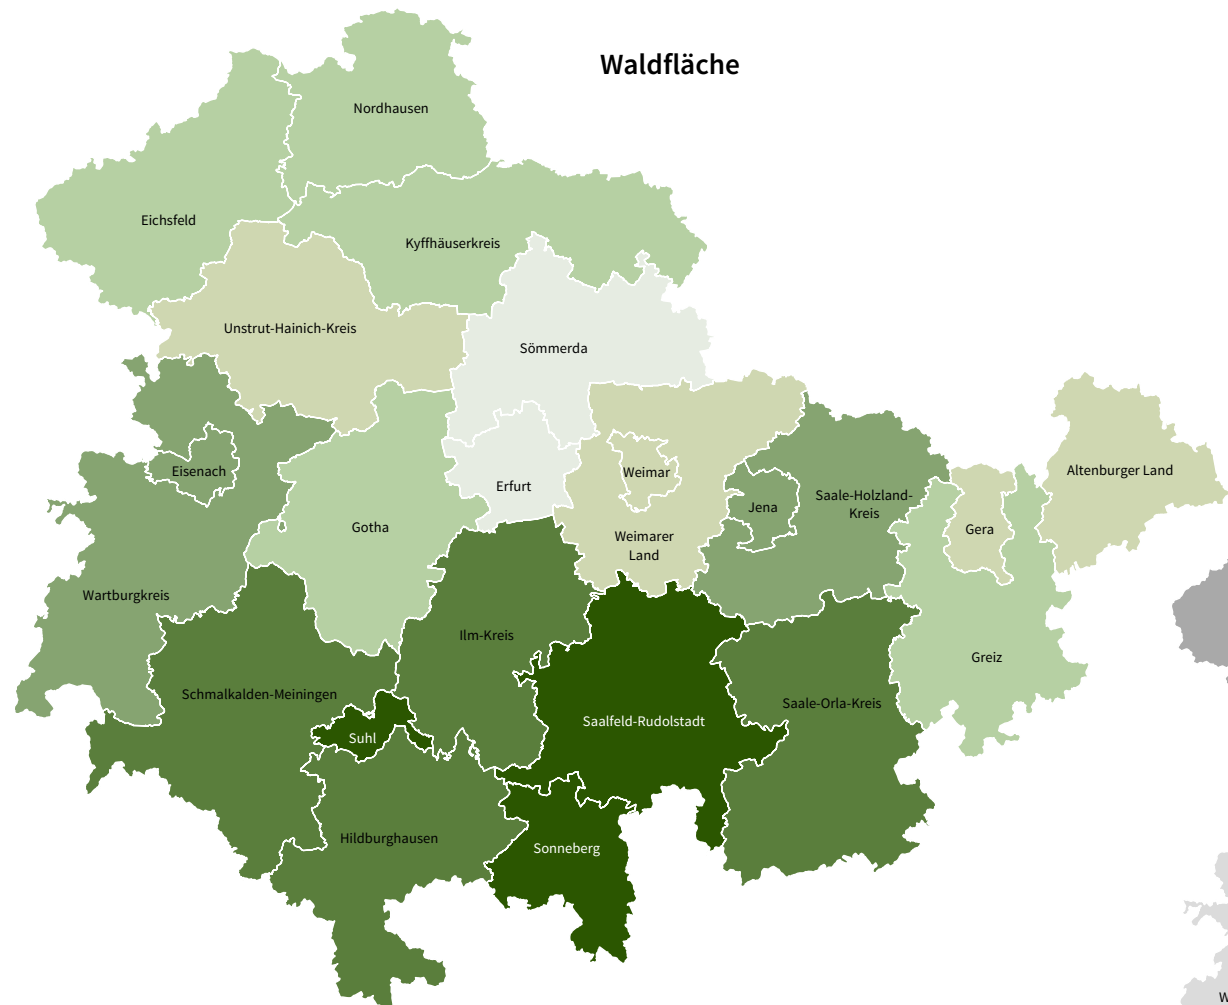 Waldfläche
Nordhausen
Eichsfeld
Kyffhäuserkreis
Unstrut-Hainich-Kreis
Sömmerda
Eisenach
Erfurt
Weimar
Altenburger Land
Gotha
Jena
Saale-Holzland-
Kreis
Gera
Weimarer
Land
Wartburgkreis
Ilm-Kreis
Greiz
Schmalkalden-Meiningen
Saalfeld-Rudolstadt
Saale-Orla-Kreis
Suhl
Hildburghausen
Sonneberg
W